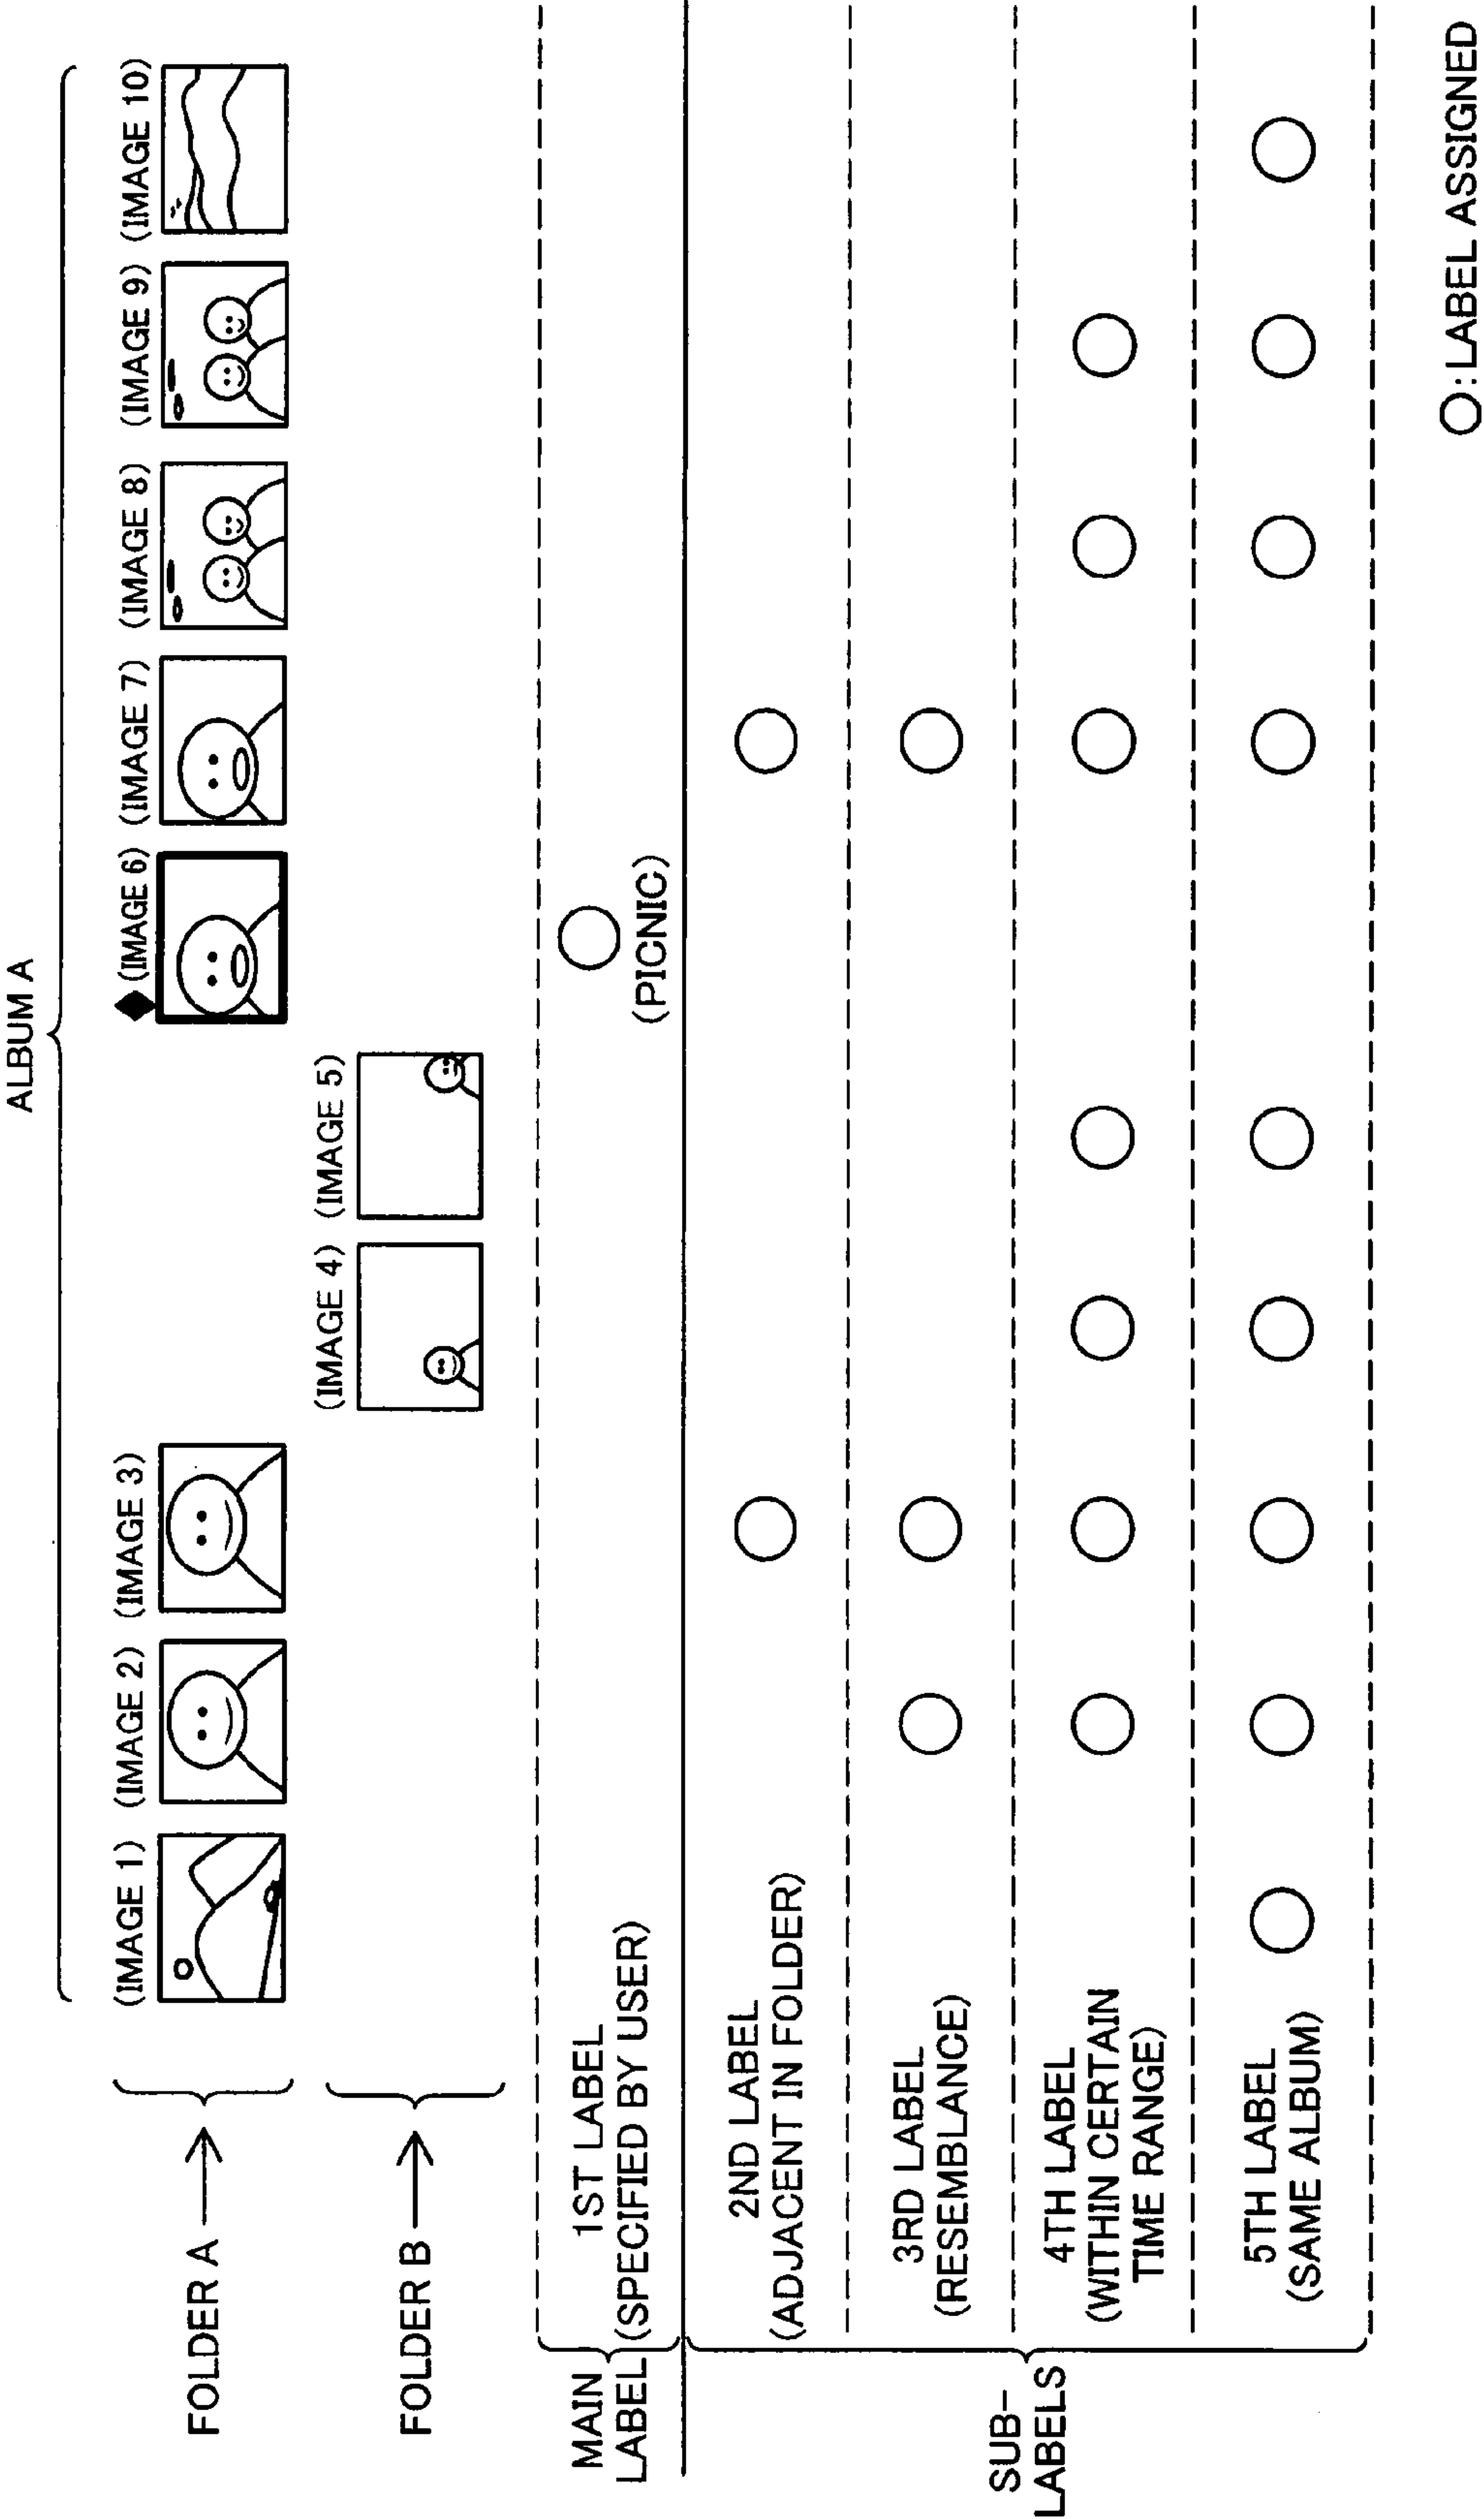 ALBUM A
(IMAGE 1)
(IMAGE 2)
(IMAGE 3)
(IMAGE 6)
(IMAGE 7)
(IMAGE 8)
(IMAGE 9)
(IMAGE 10)
FOLDER A
(IMAGE 4)
(IMAGE 5)
FOLDER B
MAIN
LABEL
1ST LABEL
(SPECIFIED BY USER)
(PICNIC)
SUB-
LABELS
2ND LABEL
(ADJACENT IN FOLDER)
3RD LABEL
(RESEMBLANCE)
4TH LABEL
(WITHIN CERTAIN
TIME RANGE)
5TH LABEL
(SAME ALBUM)
: LABEL ASSIGNED